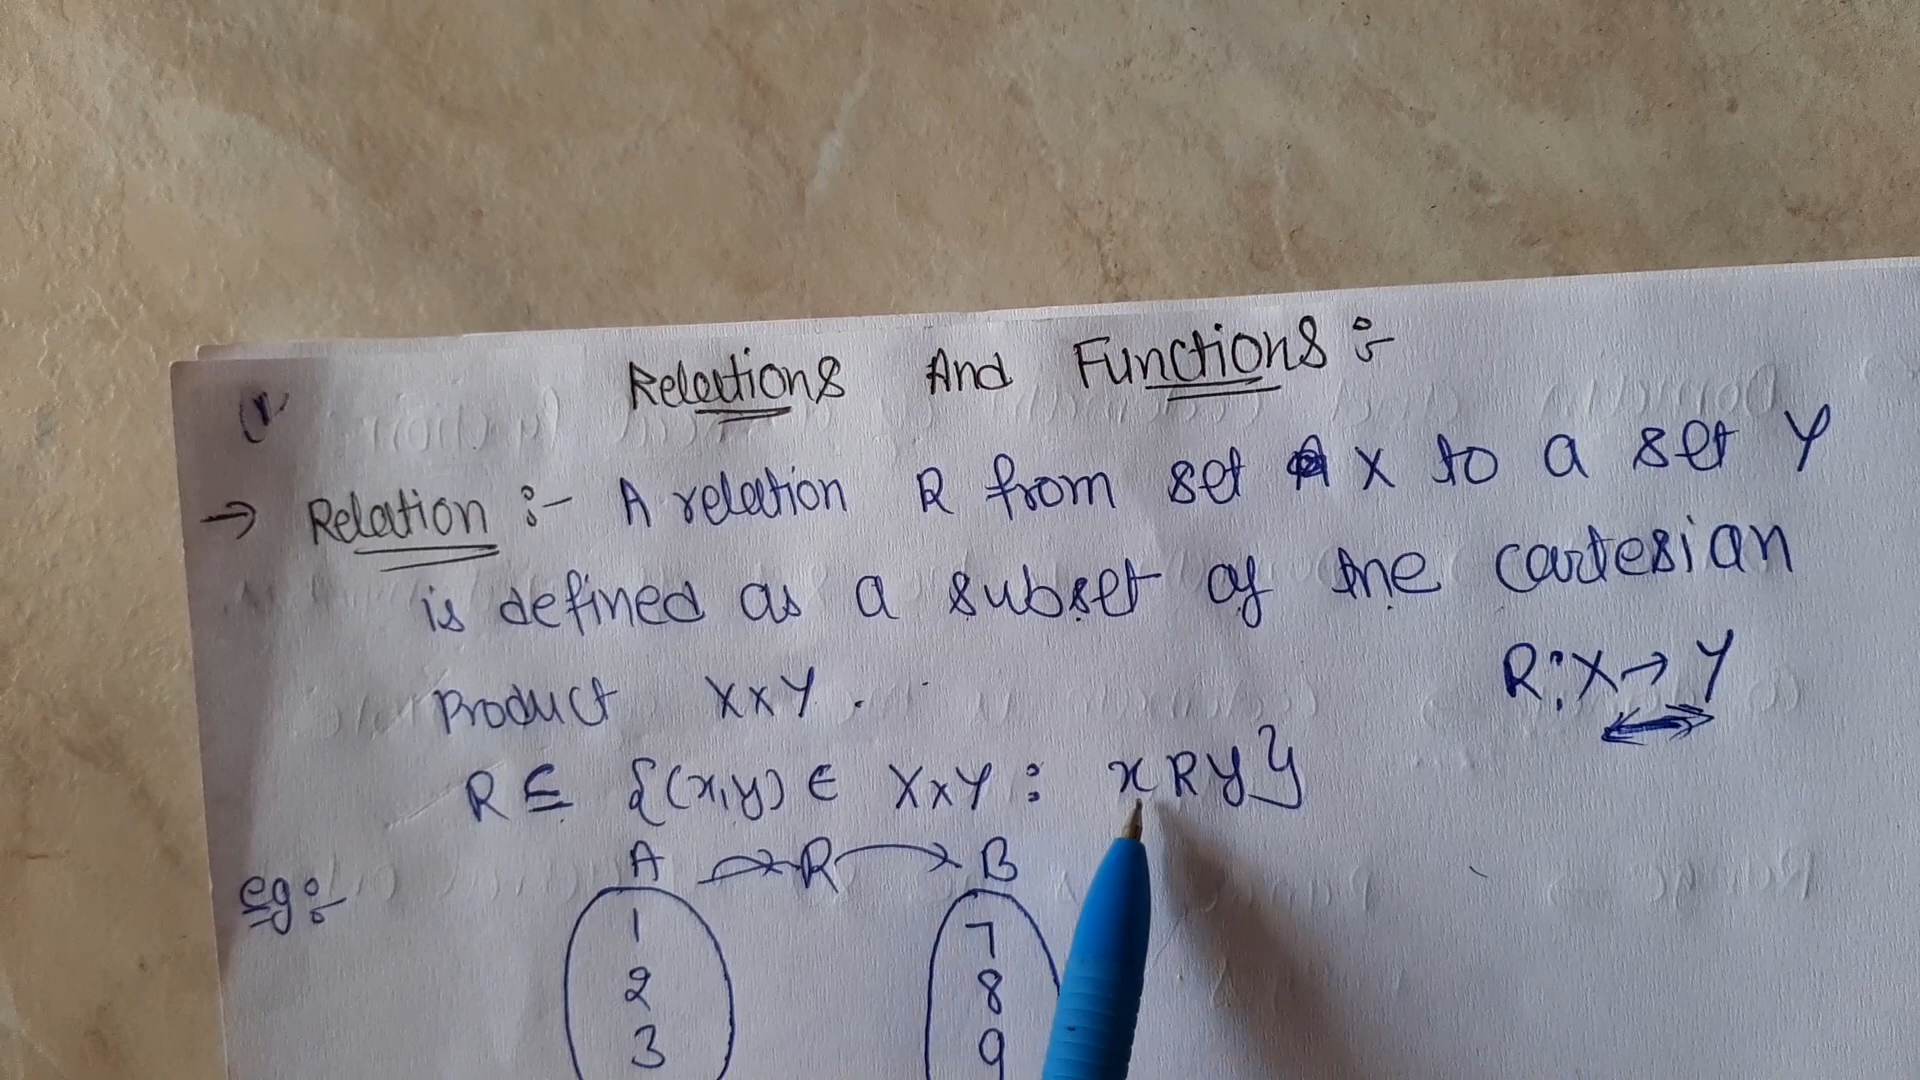 Relations And Functions :-
→ Relation :- A relation R from set X to a set Y
is defined as a subset of the cartesian
Product X×Y.
R:X→Y
R ⊆ {(x,y) ∈ X×Y : xRy}
eg:-
A → R → B
1 7
2 8
3 9